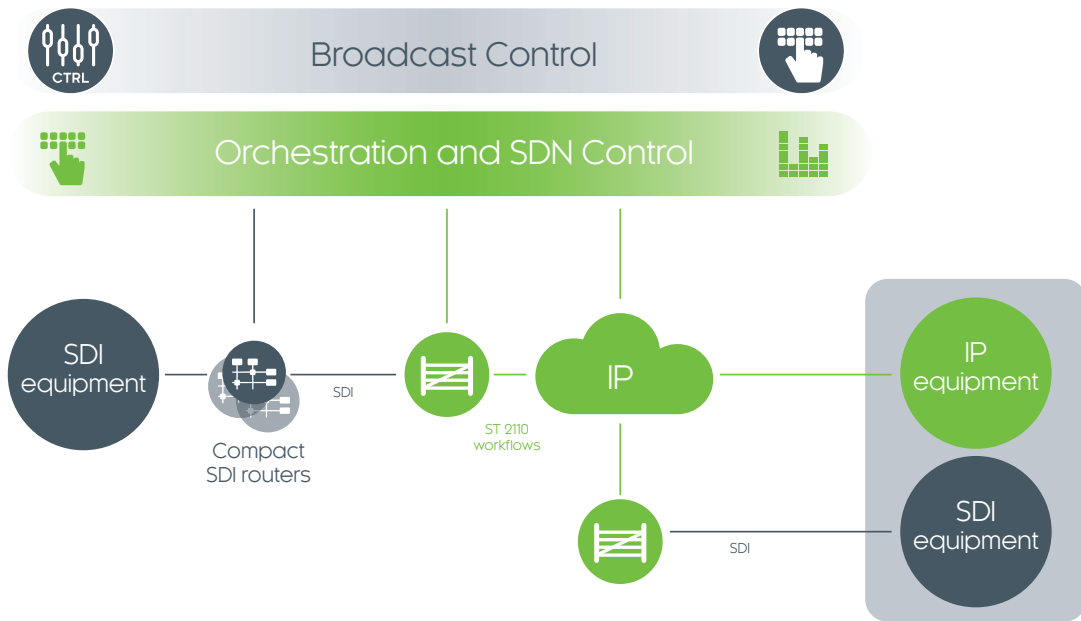 CTRL
Broadcast Control
Orchestration and SDN Control
SDI
equipment
Compact
SDI routers
SDI
ST 2110
workflows
IP
IP
equipment
SDI
SDI
equipment